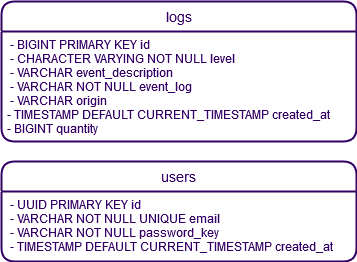 logs
- BIGINT PRIMARY KEY id
- CHARACTER VARYING NOT NULL level
- VARCHAR event_description
- VARCHAR NOT NULL event_log
- VARCHAR origin
- TIMESTAMP DEFAULT CURRENT_TIMESTAMP created_at
- BIGINT quantity
users
- UUID PRIMARY KEY id
- VARCHAR NOT NULL UNIQUE email
- VARCHAR NOT NULL password_key
- TIMESTAMP DEFAULT CURRENT_TIMESTAMP created_at